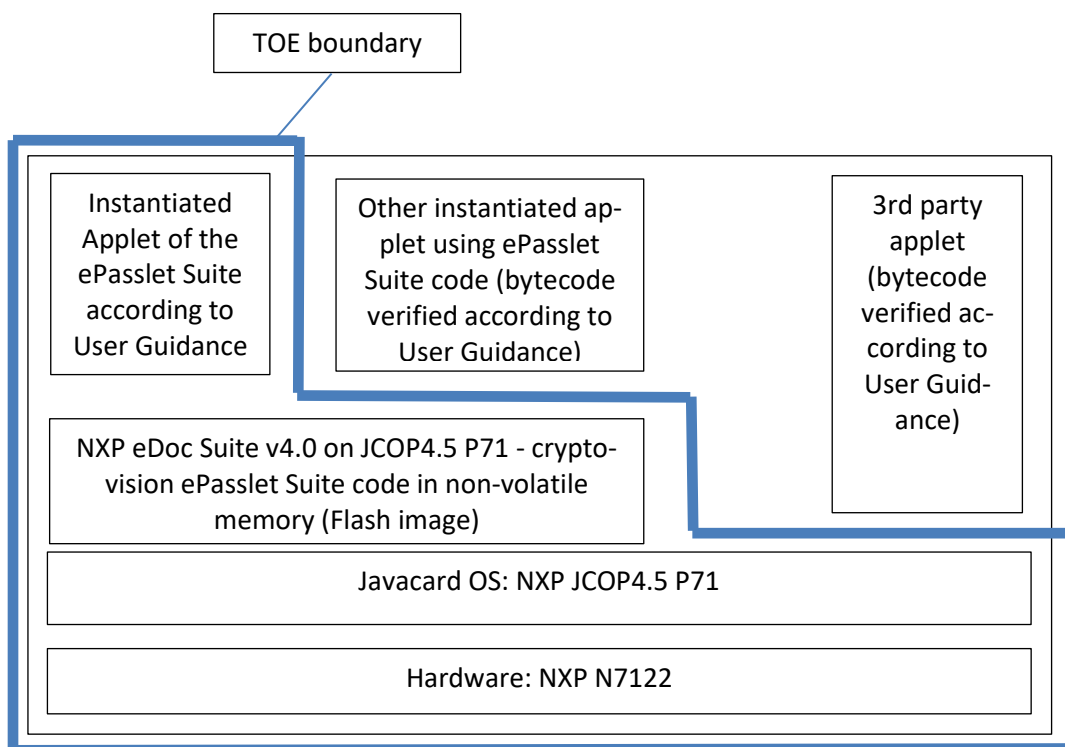 TOE boundary
Instantiated
Applet of the
ePasslet Suite
according to
User Guidance
Other instantiated ap-
plet using ePasslet
Suite code (bytecode
verified according to
User Guidance)
3rd party
applet
(bytecode
verified ac-
cording to
User Guid-
ance)
NXP eDoc Suite v4.0 on JCOP4.5 P71 - crypto-
vision ePasslet Suite code in non-volatile
memory (Flash image)
Javacard OS: NXP JCOP4.5 P71
Hardware: NXP N7122